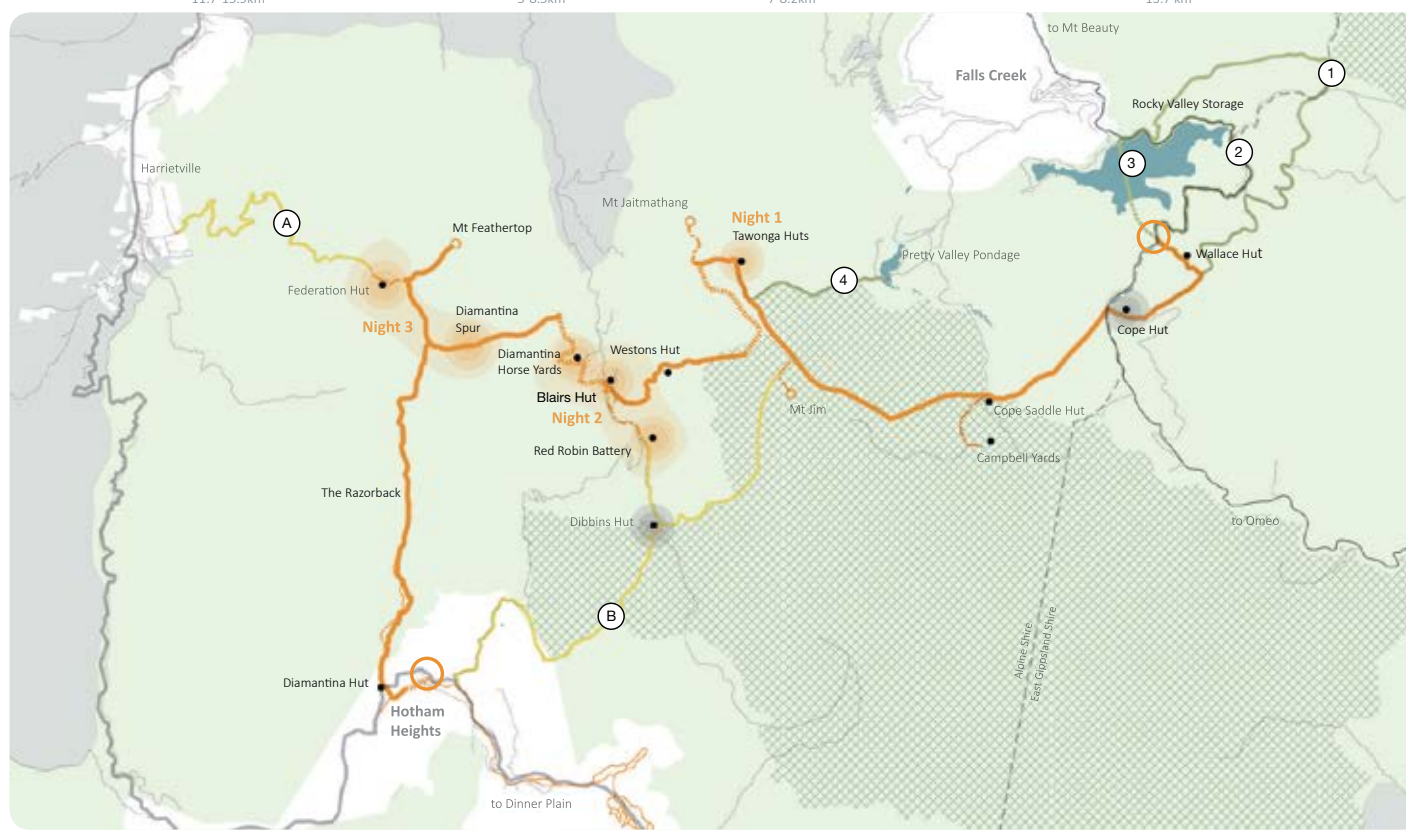 to Mt Beauty
Falls Creek
1
Rocky Valley Storage
2
3
Harrietville
A
Mt Jaitmathang
Night 1
Tawonga Huts
Mt Feathertop
Wallace Hut
Pretty Valley Pondage
4
Federation Hut
Diamantina
Spur
Night 3
Cope Hut
Diamantina
Horse Yards
Westons Hut
Blairs Hut
Night 2
Mt Jim
Cope Saddle Hut
Red Robin Battery
Campbell Yards
The Razorback
Dibbins Hut
to Omeo
B
Alpine Shire
East Gippsland Shire
Diamantina Hut
Hotham
Heights
to Dinner Plain